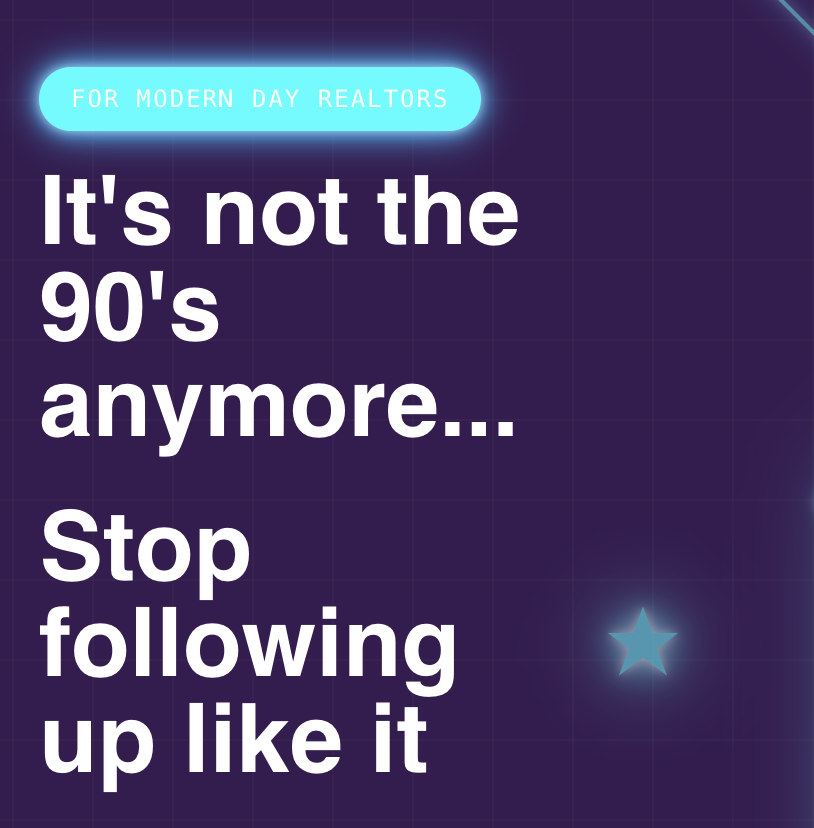 FOR MODERN DAY REALTORS
It's not the
90's
anymore...
Stop
following
up like it